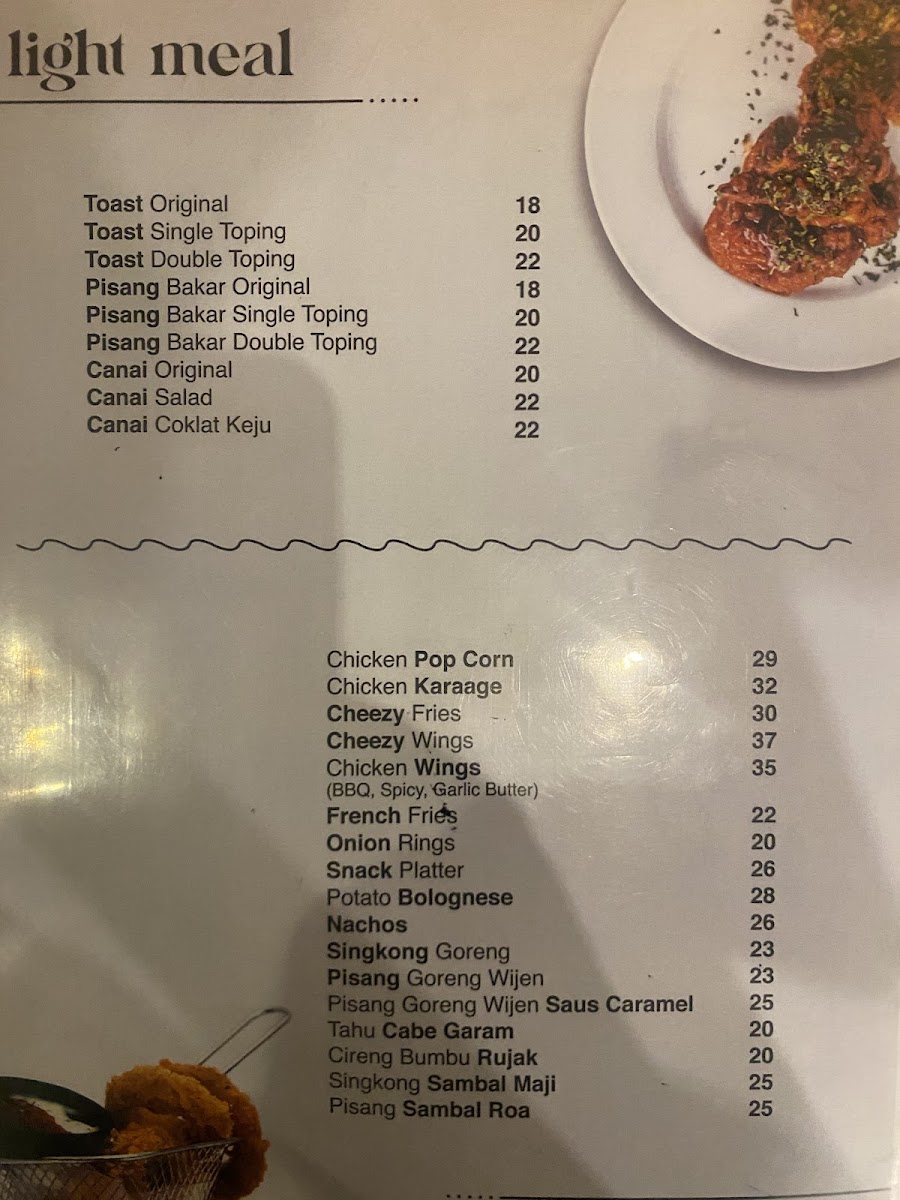 light meal
Toast Original 18
Toast Single Toping 20
Toast Double Toping 22
Pisang Bakar Original 18
Pisang Bakar Single Toping 20
Pisang Bakar Double Toping 22
Canai Original 20
Canai Salad 22
Canai Coklat Keju 22
Chicken Pop Corn 29
Chicken Karaage 32
Cheezy Fries 30
Cheezy Wings 37
Chicken Wings 35
(BBQ, Spicy, Garlic Butter)
French Fries 22
Onion Rings 20
Snack Platter 26
Potato Bolognese 28
Nachos 26
Singkong Goreng 23
Pisang Goreng Wijen 23
Pisang Goreng Wijen Saus Caramel 25
Tahu Cabe Garam 20
Cireng Bumbu Rujak 20
Singkong Sambal Maji 25
Pisang Sambal Roa 25